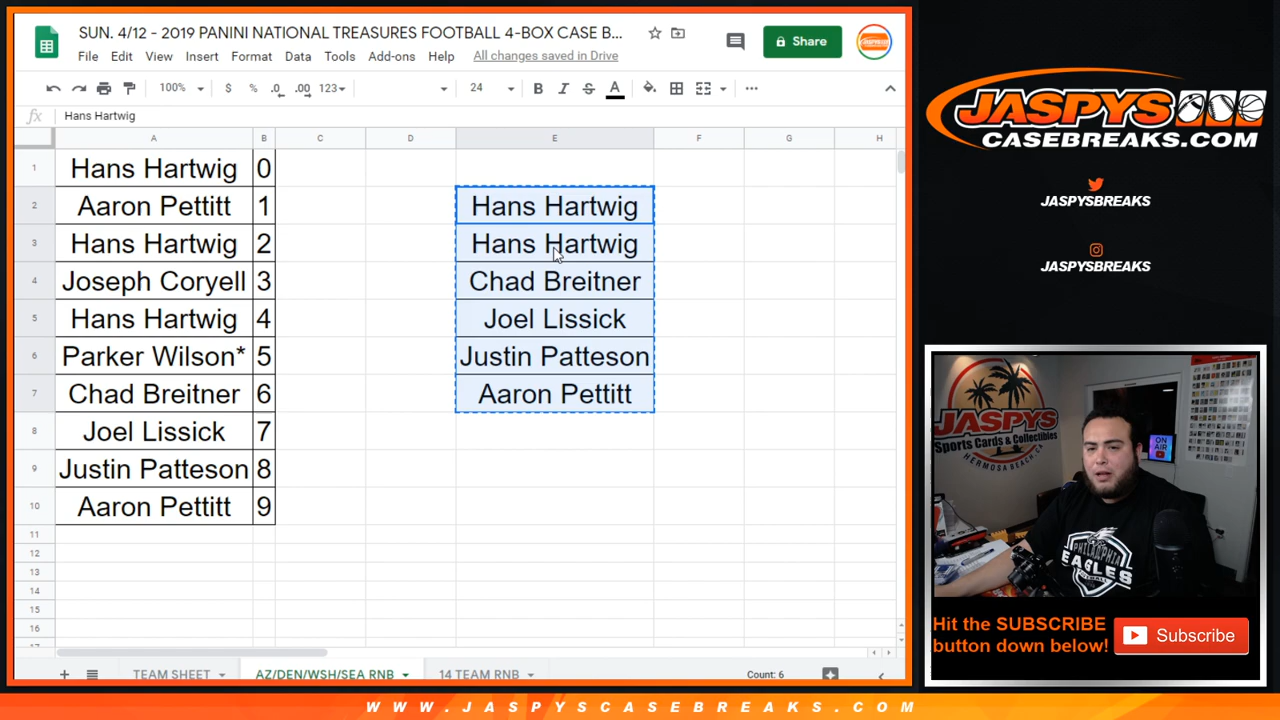 SUN. 4/12 - 2019 PANINI NATIONAL TREASURES FOOTBALL 4-BOX CASE B...
File Edit View Insert Format Data Tools Add-ons Help All changes saved in Drive
Share
100% $ % .0 .00 123 24 B I S A
fx Hans Hartwig
A B C D E F G H
1 Hans Hartwig 0
2 Aaron Pettitt 1 Hans Hartwig
3 Hans Hartwig 2 Hans Hartwig
4 Joseph Coryell 3 Chad Breitner
5 Hans Hartwig 4 Joel Lissick
6 Parker Wilson* 5 Justin Patteson
7 Chad Breitner 6 Aaron Pettitt
8 Joel Lissick 7
9 Justin Patteson 8
10 Aaron Pettitt 9
11
12
13
14
15
16
TEAM SHEET AZ/DEN/WSH/SEA RNB 14 TEAM RNB Count: 6
JASPYS
CASEBREAKS.COM
JASPYSBREAKS
JASPYSBREAKS
JASPYS
Sports Cards & Collectibles
HERMOSA BEACH, CA
ON AIR
PHILADELPHIA
EAGLES
Hit the SUBSCRIBE
button down below!
Subscribe
WWW.JASPYSCASEBREAKS.COM